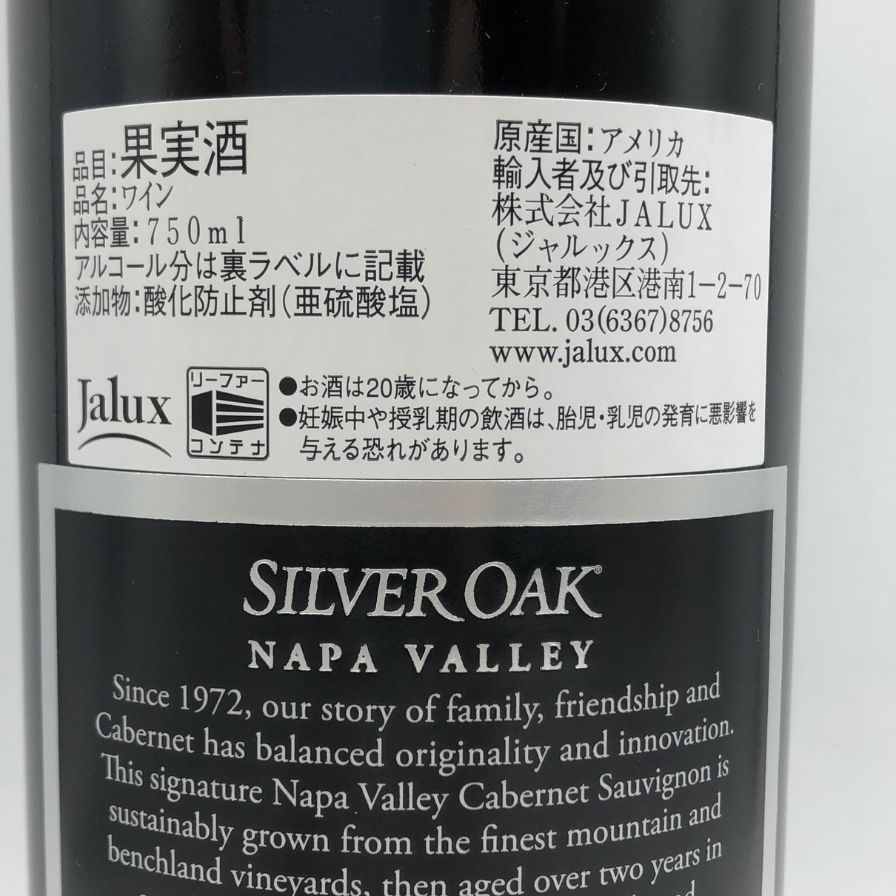 品目:果実酒
品名:ワイン
内容量:750ml
アルコール分は裏ラベルに記載
添加物:酸化防止剤(亜硫酸塩)
原産国:アメリカ
輸入者及び引取先:
株式会社JALUX
(ジャルックス)
東京都港区港南1-2-70
TEL. 03(6367)8756
www.jalux.com
Jalux
リーファー
コンテナ
●お酒は20歳になってから。
●妊娠中や授乳期の飲酒は、胎児・乳児の発育に悪影響を
与える恐れがあります。
SILVER OAK®
NAPA VALLEY
Since 1972, our story of family, friendship and
Cabernet has balanced originality and innovation.
This signature Napa Valley Cabernet Sauvignon is
sustainably grown from the finest mountain and
benchland vineyards, then aged over two years in